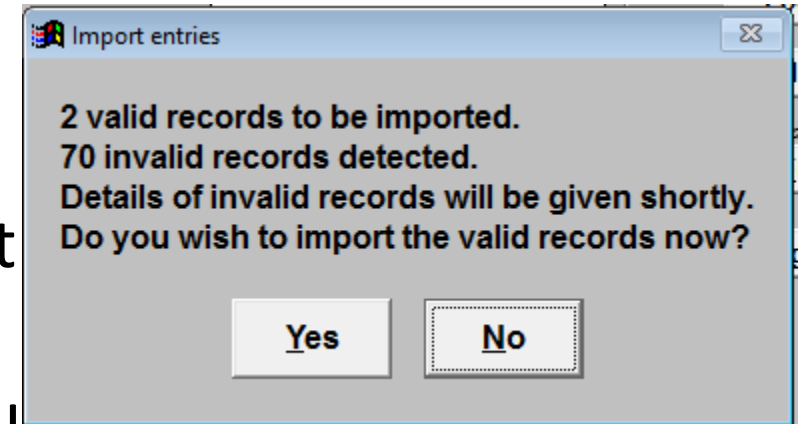 Import entries
2 valid records to be imported.
70 invalid records detected.
Details of invalid records will be given shortly.
Do you wish to import the valid records now?
t
Yes
No